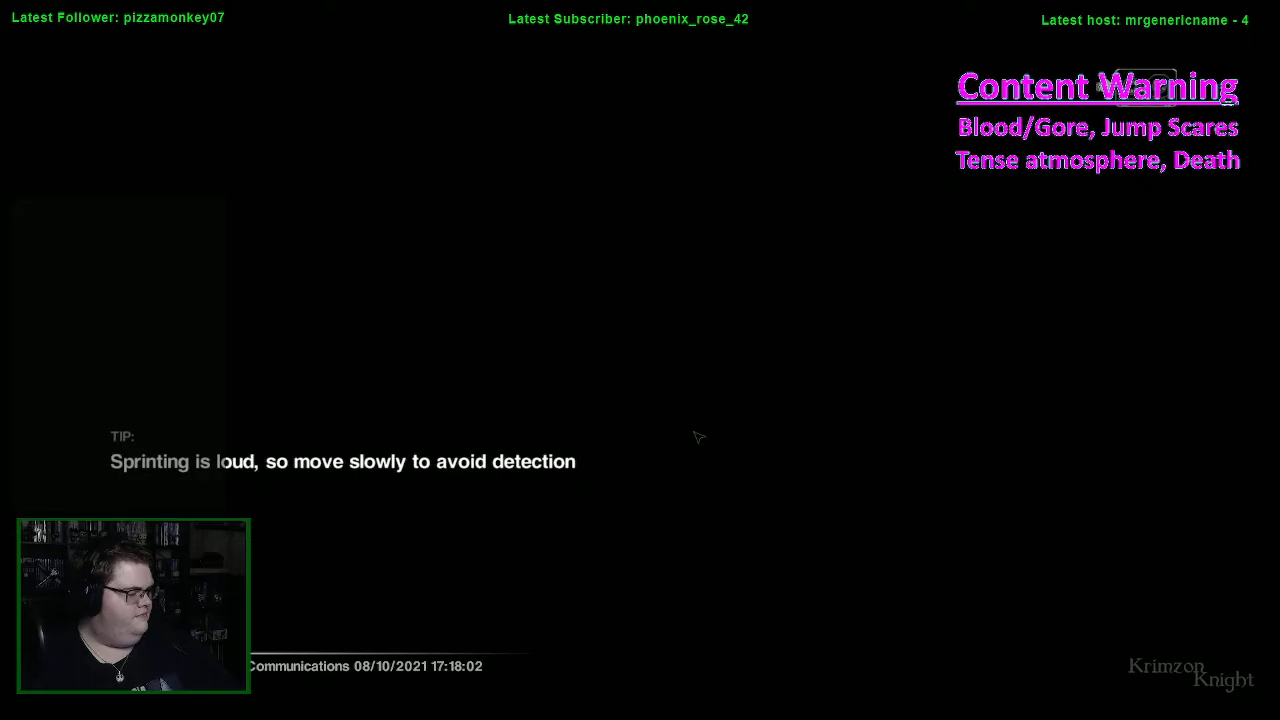 Latest Follower: pizzamonkey07
Latest Subscriber: phoenix_rose_42
Latest host: mrgenericname - 4
Content Warning
Blood/Gore, Jump Scares
Tense atmosphere, Death
TIP:
Sprinting is loud, so move slowly to avoid detection
Communications 08/10/2021 17:18:02
Krimzon
Knight